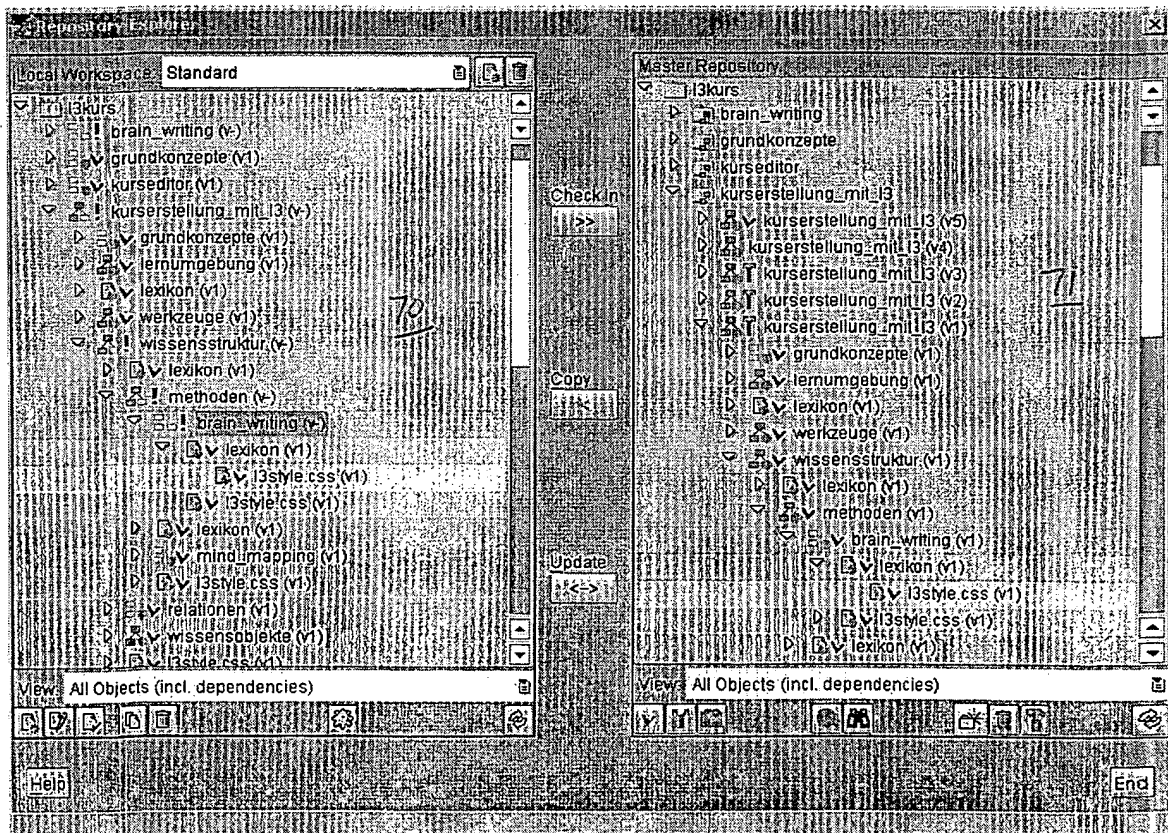 Repository Explorer
Local Workspace: Standard
l3kurs
brain_writing (v-)
grundkonzepte (v1)
kurseditor (v1)
kurserstellung_mit_l3 (v-)
grundkonzepte (v1)
lernumgebung (v1)
lexikon (v1)
werkzeuge (v1)
wissensstruktur (v-)
lexikon (v1)
methoden (v-)
brain_writing (v-)
lexikon (v1)
l3style.css (v1)
l3style.css (v1)
lexikon (v1)
mind_mapping (v1)
l3style.css (v1)
relationen (v1)
wissensobjekte (v1)
l3style.css (v1)
70
View: All Objects (incl. dependencies)
Check In
>>
Copy
<
Update
<->
Master Repository
l3kurs
brain_writing
grundkonzepte
kurseditor
kurserstellung_mit_l3
kurserstellung_mit_l3 (v5)
kurserstellung_mit_l3 (v4)
kurserstellung_mit_l3 (v3)
kurserstellung_mit_l3 (v2)
kurserstellung_mit_l3 (v1)
grundkonzepte (v1)
lernumgebung (v1)
lexikon (v1)
werkzeuge (v1)
wissensstruktur (v1)
lexikon (v1)
methoden (v1)
brain_writing (v1)
lexikon (v1)
l3style.css (v1)
l3style.css (v1)
lexikon (v1)
71
View: All Objects (incl. dependencies)
Help
End